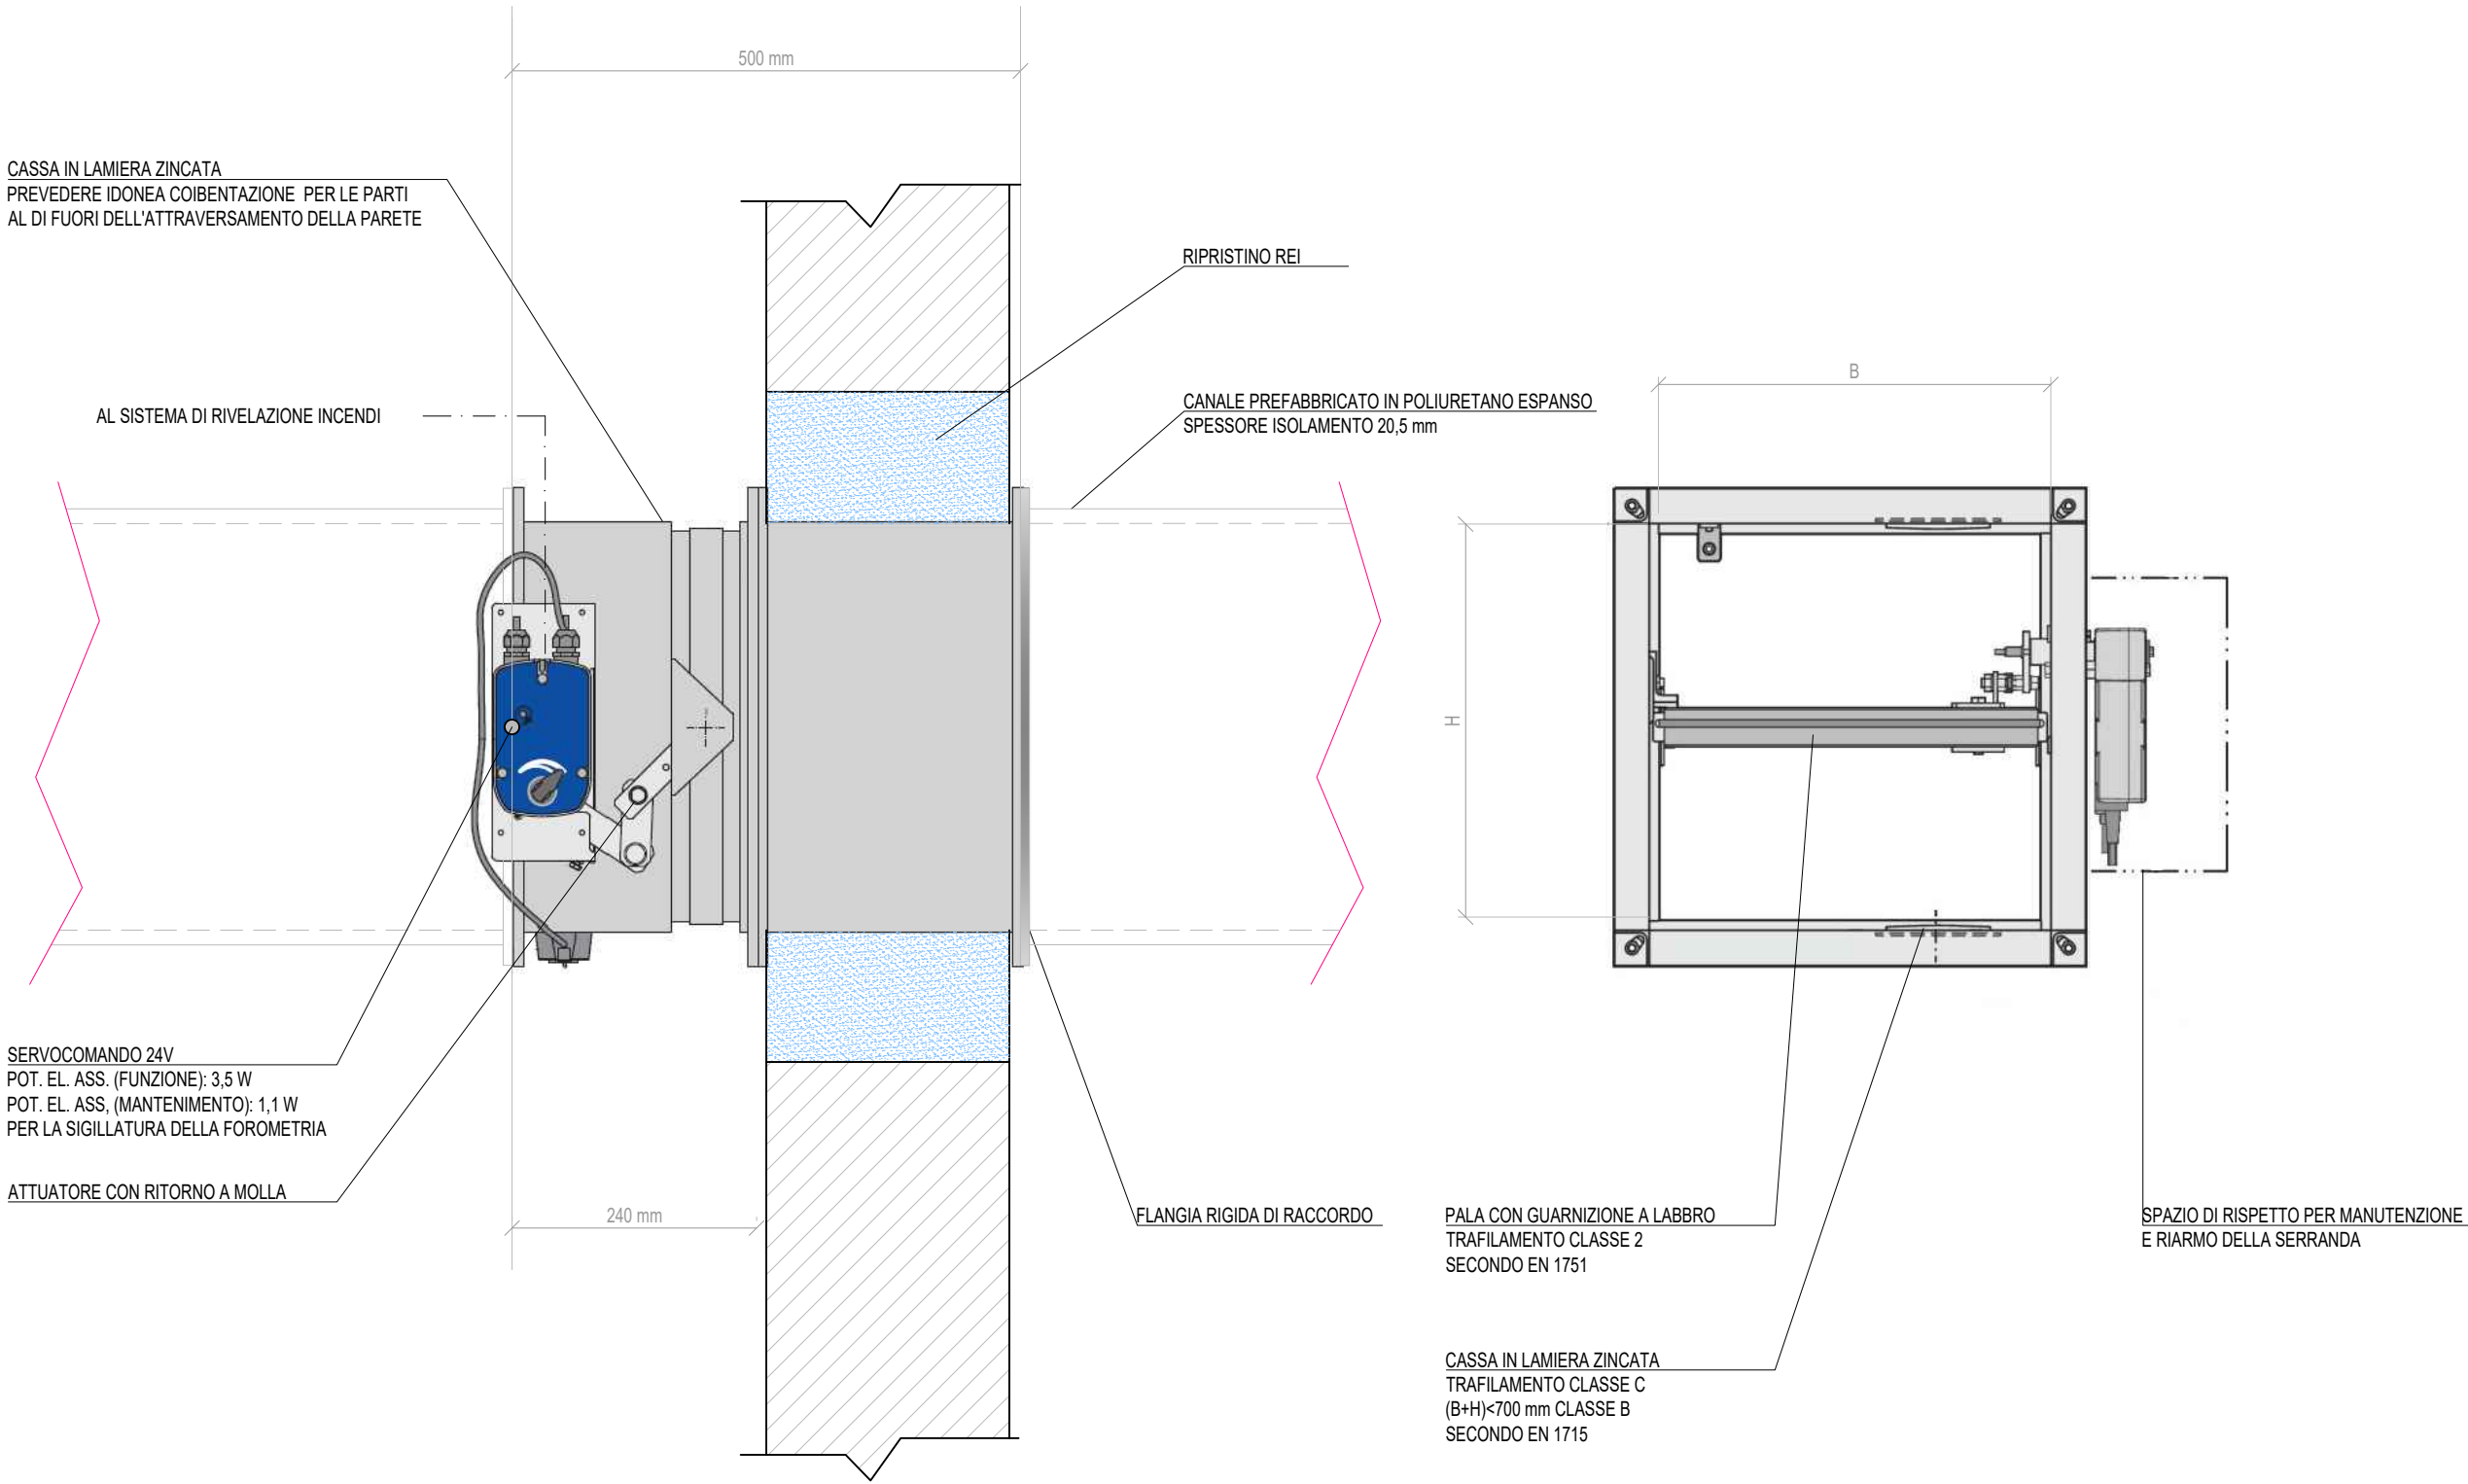 500 mm
CASSA IN LAMIERA ZINCATA
PREVEDERE IDONEA COIBENTAZIONE PER LE PARTI
AL DI FUORI DELL'ATTRAVERSAMENTO DELLA PARETE
RIPRISTINO REI
AL SISTEMA DI RIVELAZIONE INCENDI
CANALE PREFABBRICATO IN POLIURETANO ESPANSO
SPESSORE ISOLAMENTO 20,5 mm
B
H
SERVOCOMANDO 24V
POT. EL. ASS. (FUNZIONE): 3,5 W
POT. EL. ASS, (MANTENIMENTO): 1,1 W
PER LA SIGILLATURA DELLA FOROMETRIA
ATTUATORE CON RITORNO A MOLLA
240 mm
FLANGIA RIGIDA DI RACCORDO
PALA CON GUARNIZIONE A LABBRO
TRAFILAMENTO CLASSE 2
SECONDO EN 1751
SPAZIO DI RISPETTO PER MANUTENZIONE
E RIARMO DELLA SERRANDA
CASSA IN LAMIERA ZINCATA
TRAFILAMENTO CLASSE C
(B+H)<700 mm CLASSE B
SECONDO EN 1715